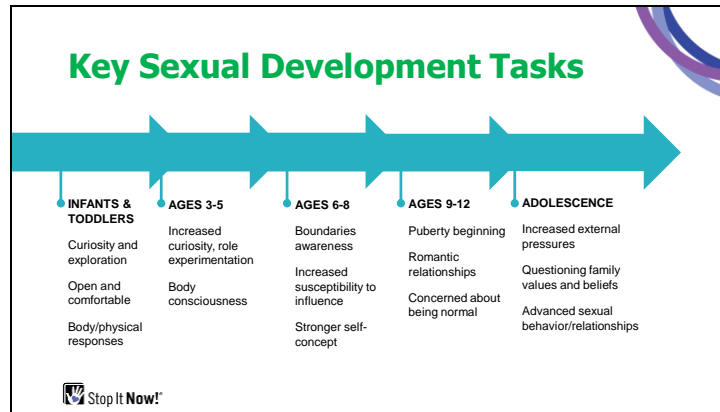 Key Sexual Development Tasks
INFANTS &
TODDLERS
Curiosity and
exploration
Open and
comfortable
Body/physical
responses
AGES 3-5
Increased
curiosity, role
experimentation
Body
consciousness
AGES 6-8
Boundaries
awareness
Increased
susceptibility to
influence
Stronger self-
concept
AGES 9-12
Puberty beginning
Romantic
relationships
Concerned about
being normal
ADOLESCENCE
Increased external
pressures
Questioning family
values and beliefs
Advanced sexual
behavior/relationships
Stop It Now!®